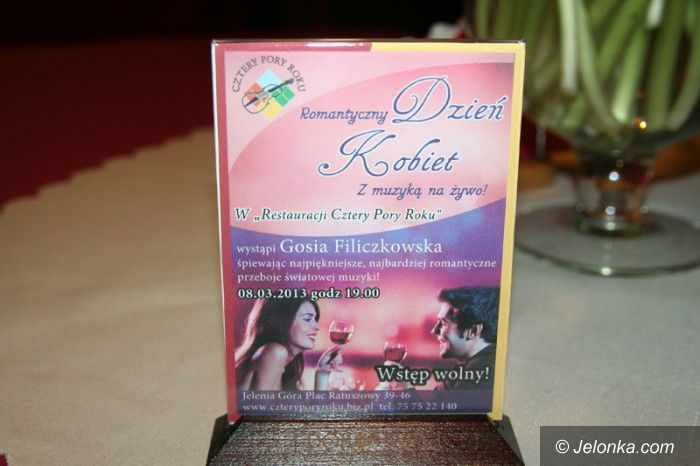 CZTERY PORY ROKU
Romantyczny Dzień
Kobiet
Z muzyką na żywo!
W „Restauracji Cztery Pory Roku"
wystąpi Gosia Filiczkowska
śpiewając najpiękniejsze, najbardziej romantyczne
przeboje światowej muzyki!
08.03.2013 godz 19.00
Wstęp wolny!
Jelenia Góra Plac Ratuszowy 39-46
www.czteryporyroku.biz.pl tel. 75 75 22 140
© Jelonka.com